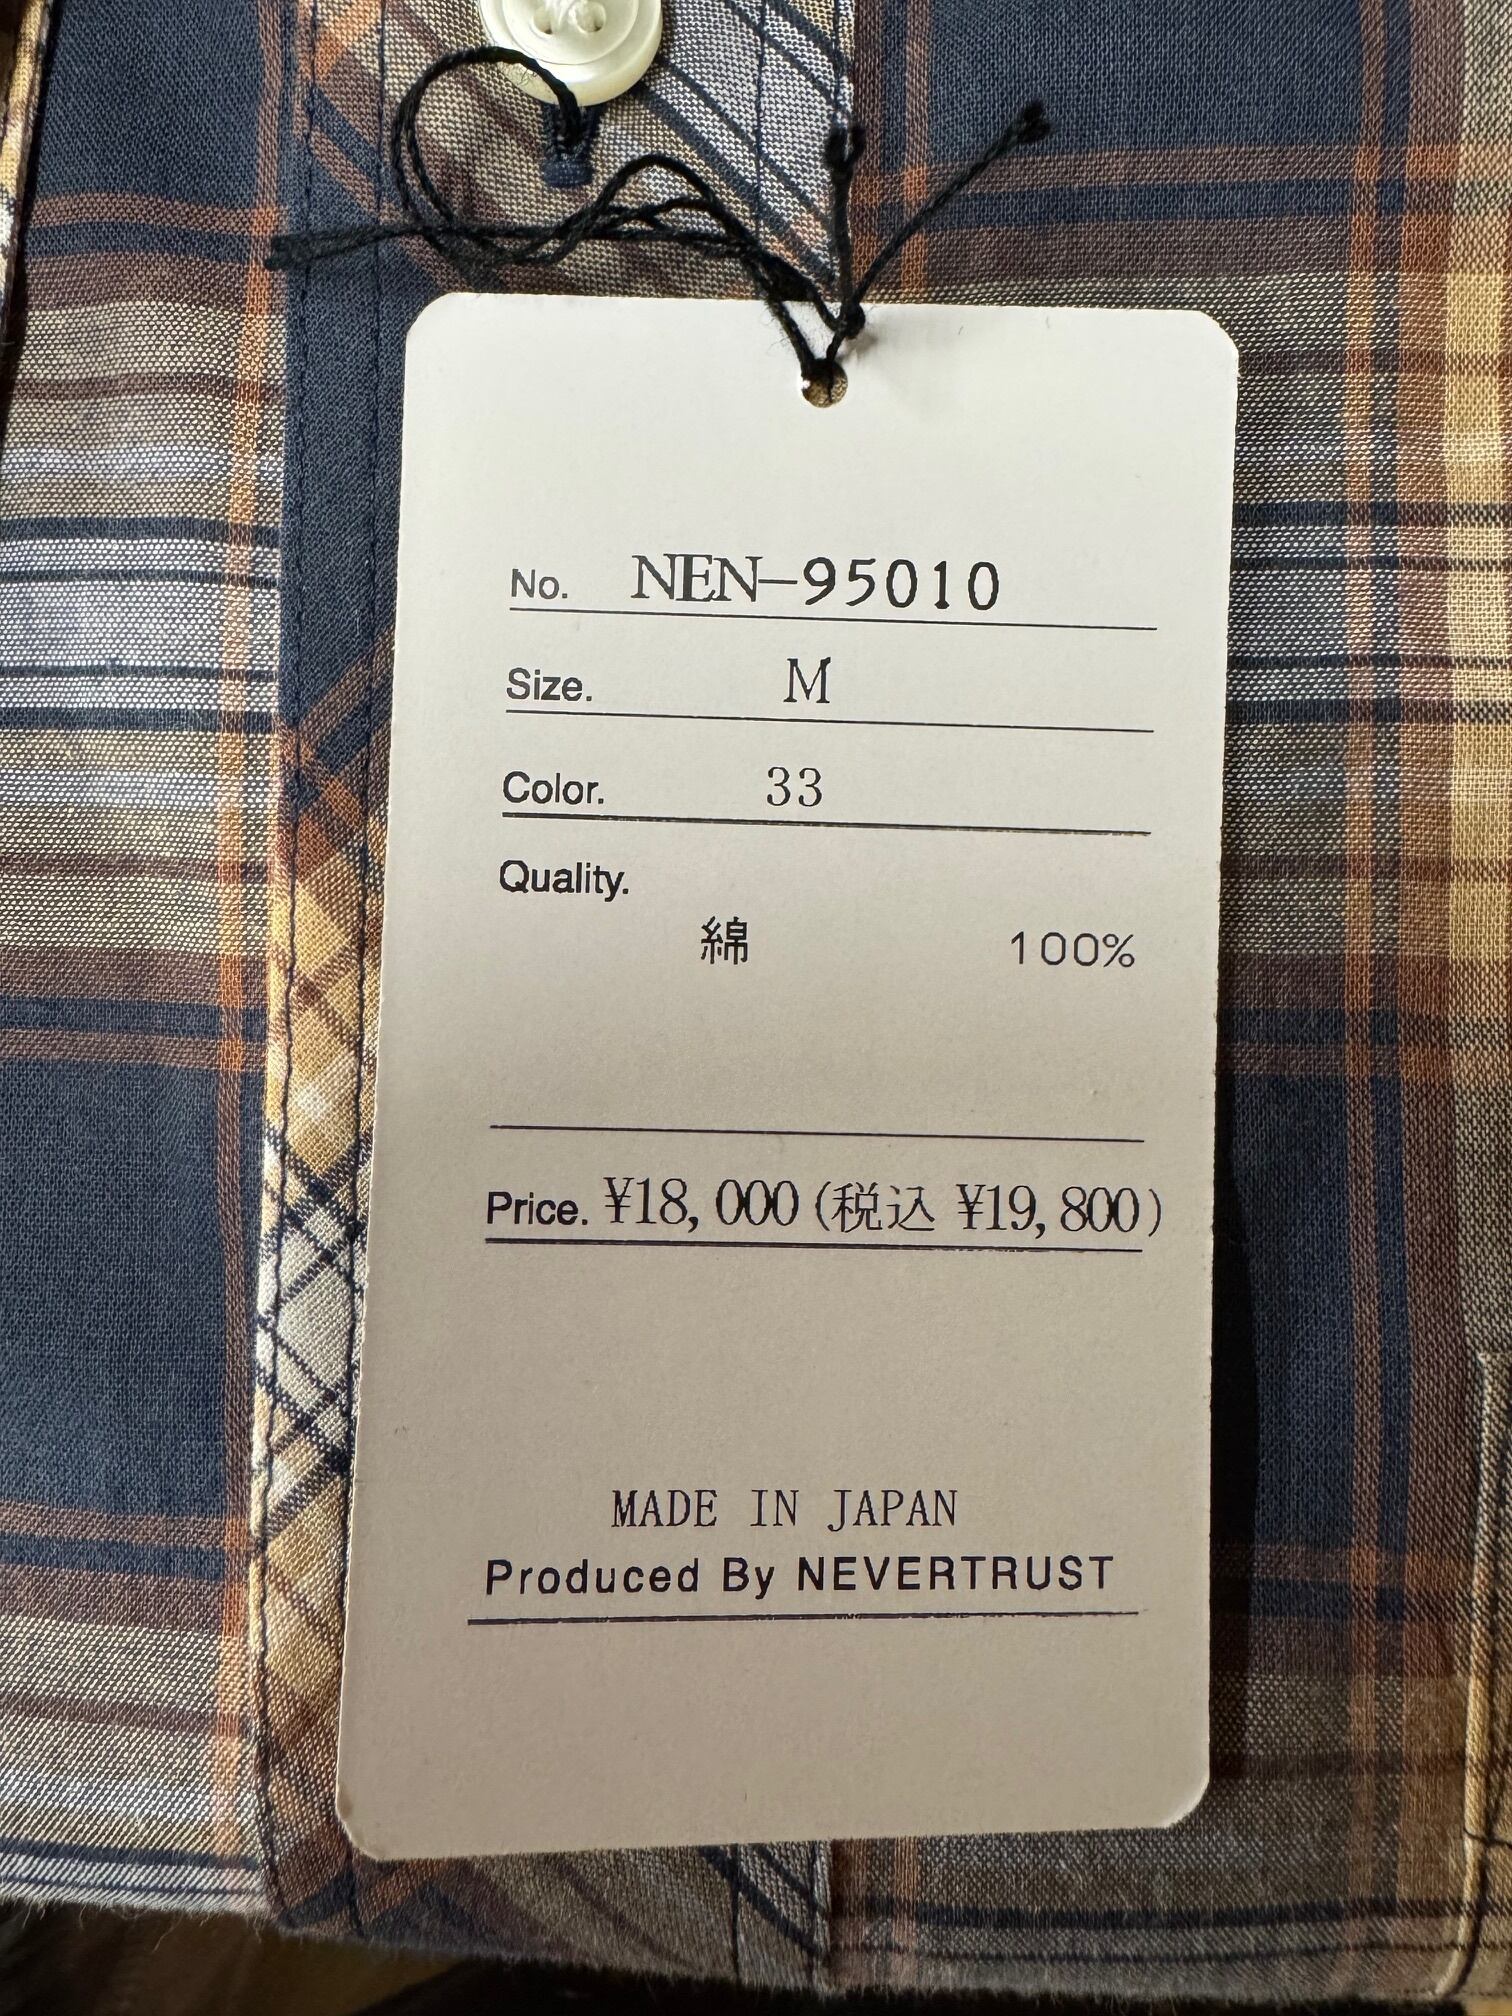 No. NEN-95010
Size. M
Color. 33
Quality.
綿 100%
Price. ¥18,000(税込 ¥19,800)
MADE IN JAPAN
Produced By NEVERTRUST